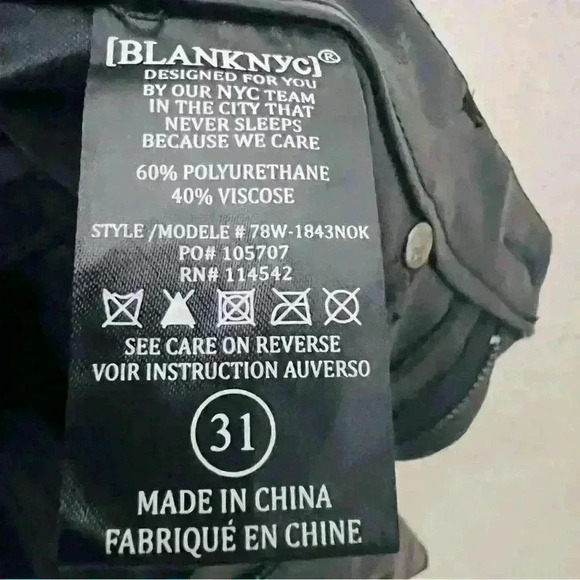 [BLANKNYC]®
DESIGNED FOR YOU
BY OUR NYC TEAM
IN THE CITY THAT
NEVER SLEEPS
BECAUSE WE CARE
60% POLYURETHANE
40% VISCOSE
STYLE /MODELE # 78W-1843NOK
PO# 105707
RN# 114542
SEE CARE ON REVERSE
VOIR INSTRUCTION AUVERSO
31
MADE IN CHINA
FABRIQUÉ EN CHINE